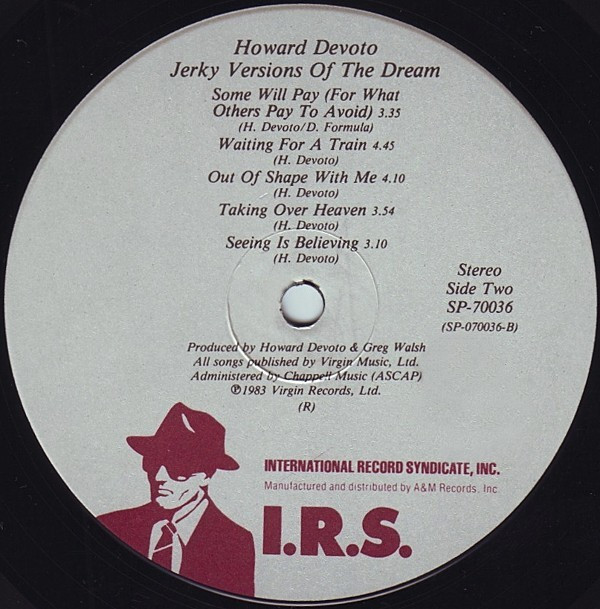 Howard Devoto
Jerky Versions Of The Dream
Some Will Pay (For What
Others Pay To Avoid) 3.35
(H. Devoto/D. Formula)
Waiting For A Train 4.45
(H. Devoto)
Out Of Shape With Me 4.10
(H. Devoto)
Taking Over Heaven 3.54
(H. Devoto)
Seeing Is Believing 3.10
(H. Devoto)
Stereo
Side Two
SP-70036
(SP-070036-B)
Produced by Howard Devoto & Greg Walsh
All songs published by Virgin Music, Ltd.
Administered by Chappell Music (ASCAP)
℗1983 Virgin Records, Ltd.
(R)
INTERNATIONAL RECORD SYNDICATE, INC.
Manufactured and distributed by A&M Records, Inc.
I.R.S.